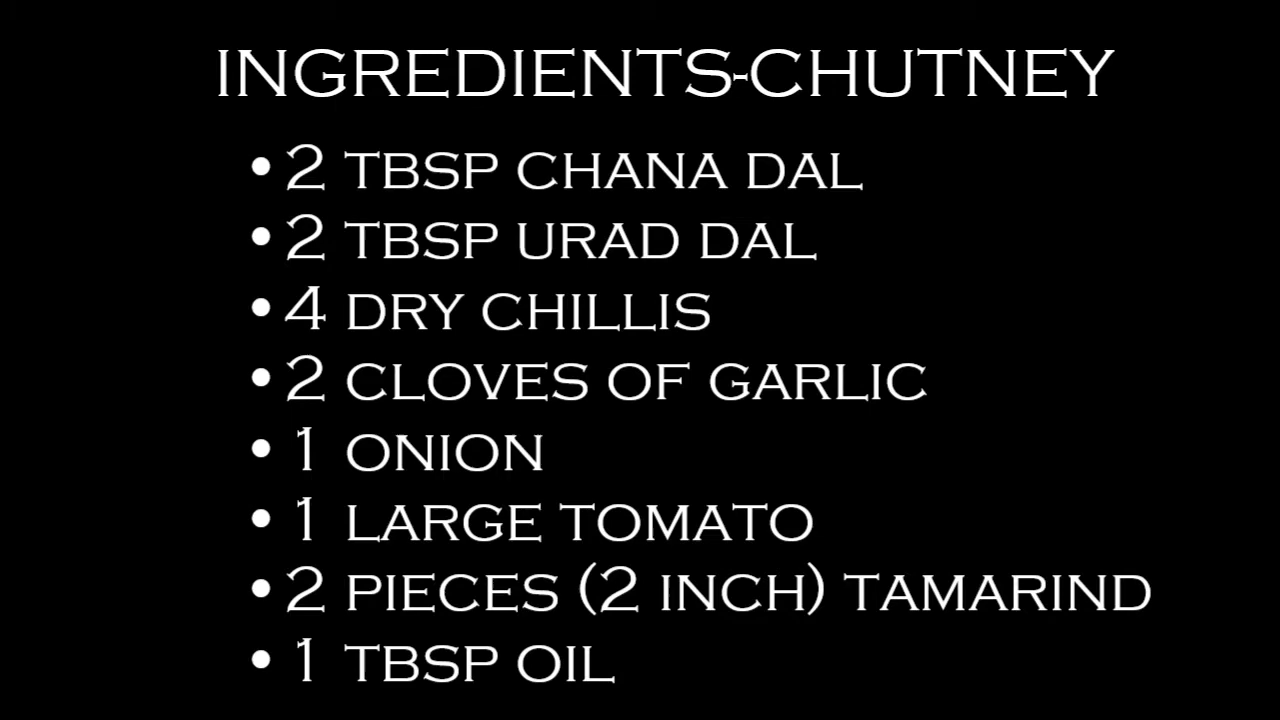 INGREDIENTS-CHUTNEY
• 2 TBSP CHANA DAL
• 2 TBSP URAD DAL
• 4 DRY CHILLIS
• 2 CLOVES OF GARLIC
• 1 ONION
• 1 LARGE TOMATO
• 2 PIECES (2 INCH) TAMARIND
• 1 TBSP OIL